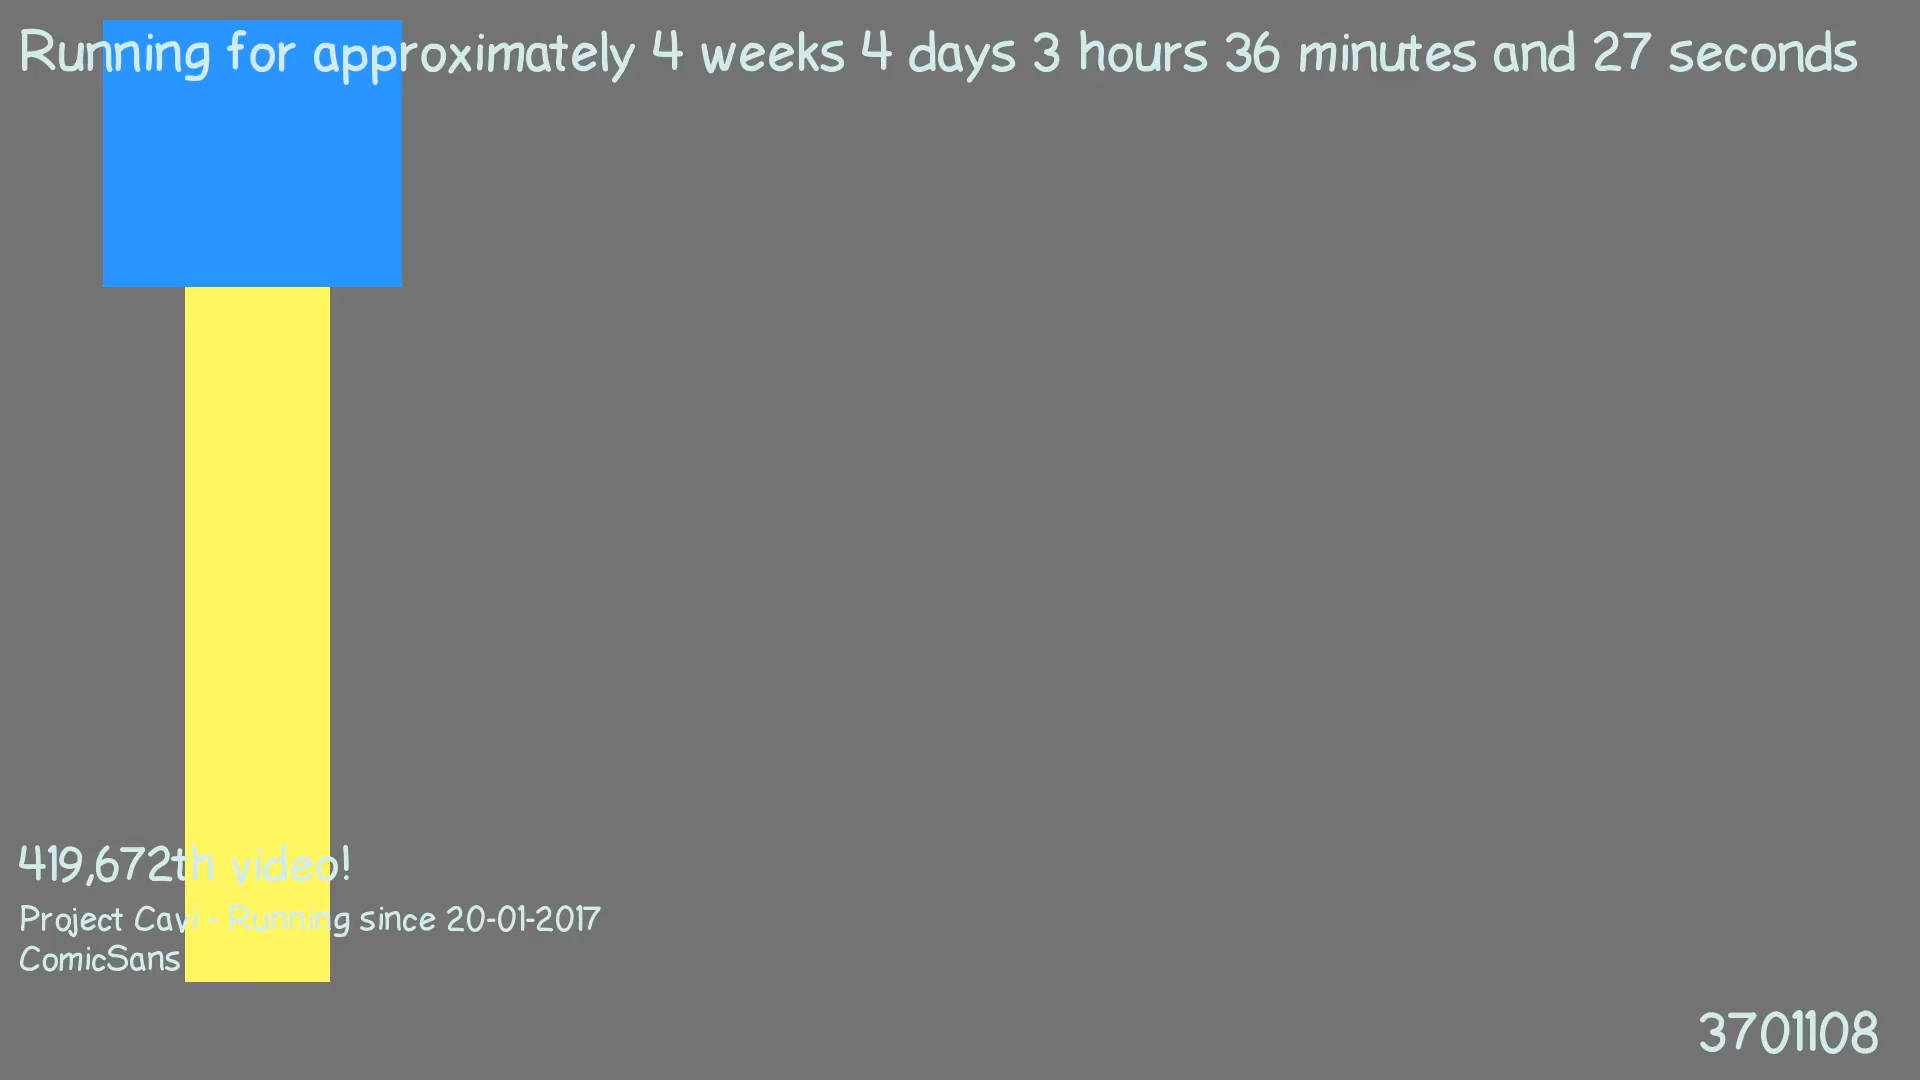 Running for approximately 4 weeks 4 days 3 hours 36 minutes and 27 seconds
419,672th video!
Project Cavi - Running since 20-01-2017
ComicSans
3701108